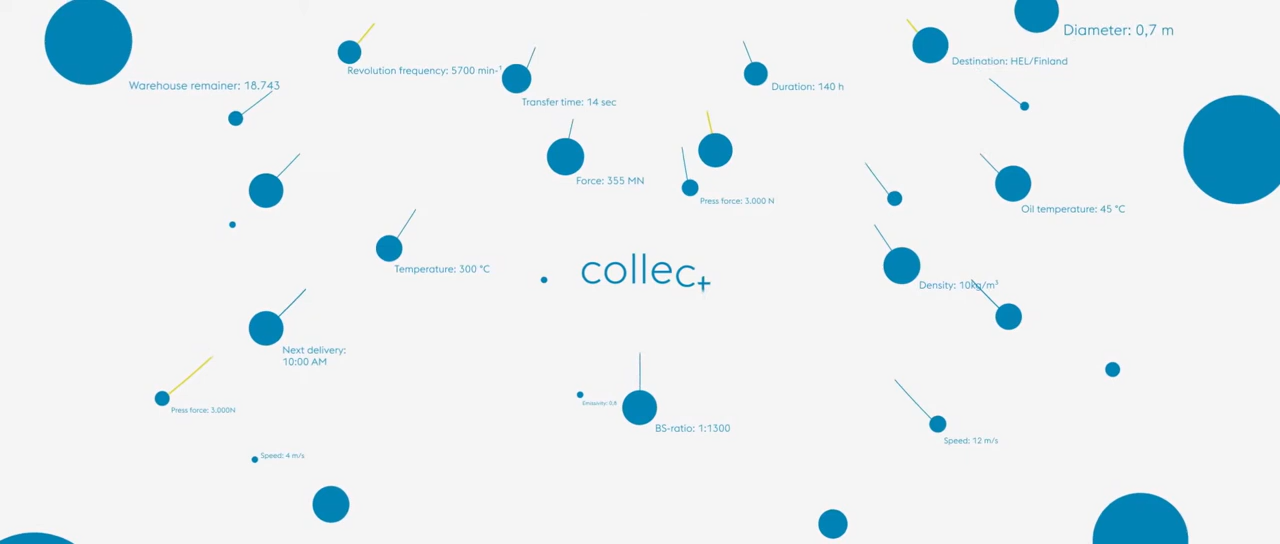 Diameter: 0,7 m
Destination: HEL/Finland
Revolution frequency: 5700 min-¹
Warehouse remainer: 18.743
Duration: 140 h
Transfer time: 14 sec
Force: 355 MN
Press force: 3.000 N
Oil temperature: 45 °C
Temperature: 300 °C
collect
Density: 10kg/m³
Next delivery:
10:00 AM
Press force: 3.000N
BS-ratio: 1:1300
Speed: 12 m/s
Speed: 4 m/s